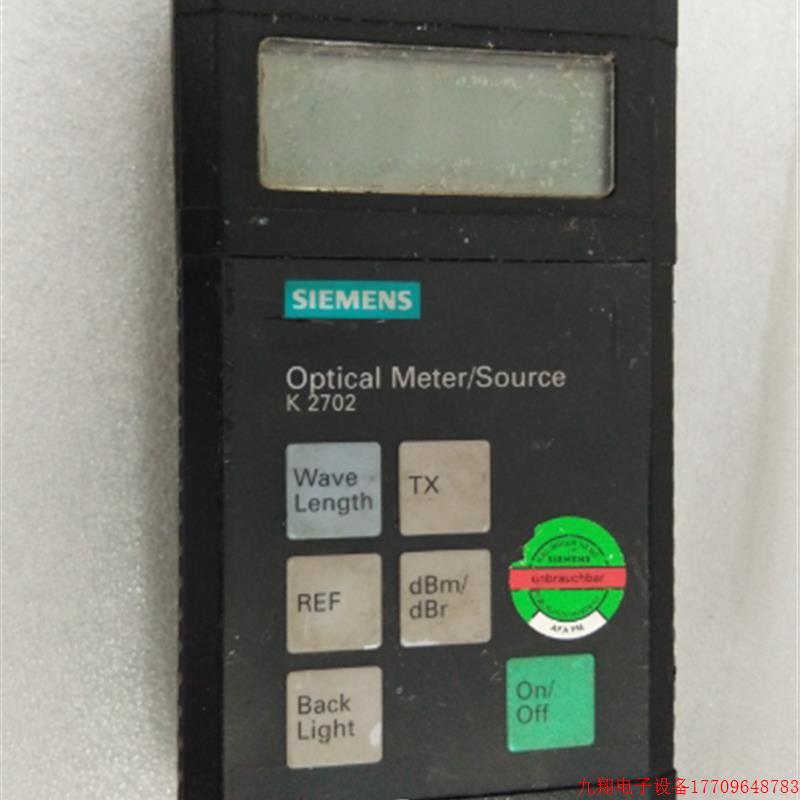 SIEMENS
Optical Meter/Source
K 2702
Wave
Length
TX
REF
dBm/
dBr
SIEMENS
unbrauchbar
Back
Light
On/
Off
九翔电子设备17709648783